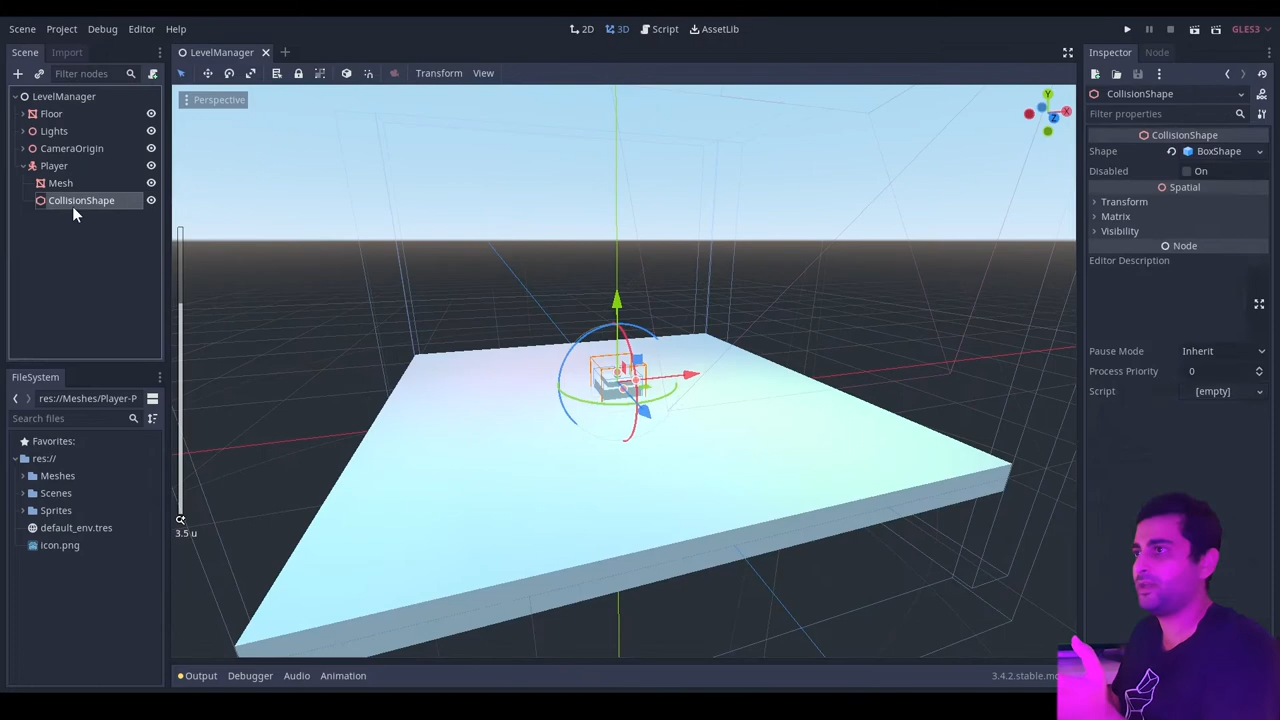 Scene Project Debug Editor Help
2D 3D Script AssetLib
GLES3
Scene Import
LevelManager
Inspector Node
Filter nodes
Transform View
CollisionShape
Perspective
Y
X
Z
Filter properties
LevelManager
Floor
Lights
CameraOrigin
Player
Mesh
CollisionShape
CollisionShape
Shape BoxShape
Disabled On
Spatial
Transform
Matrix
Visibility
Node
Editor Description
Pause Mode Inherit
Process Priority 0
Script [empty]
FileSystem
res://Meshes/Player-P
Search files
Favorites:
res://
Meshes
Scenes
Sprites
default_env.tres
icon.png
3.5 u
Output Debugger Audio Animation
3.4.2.stable.mo